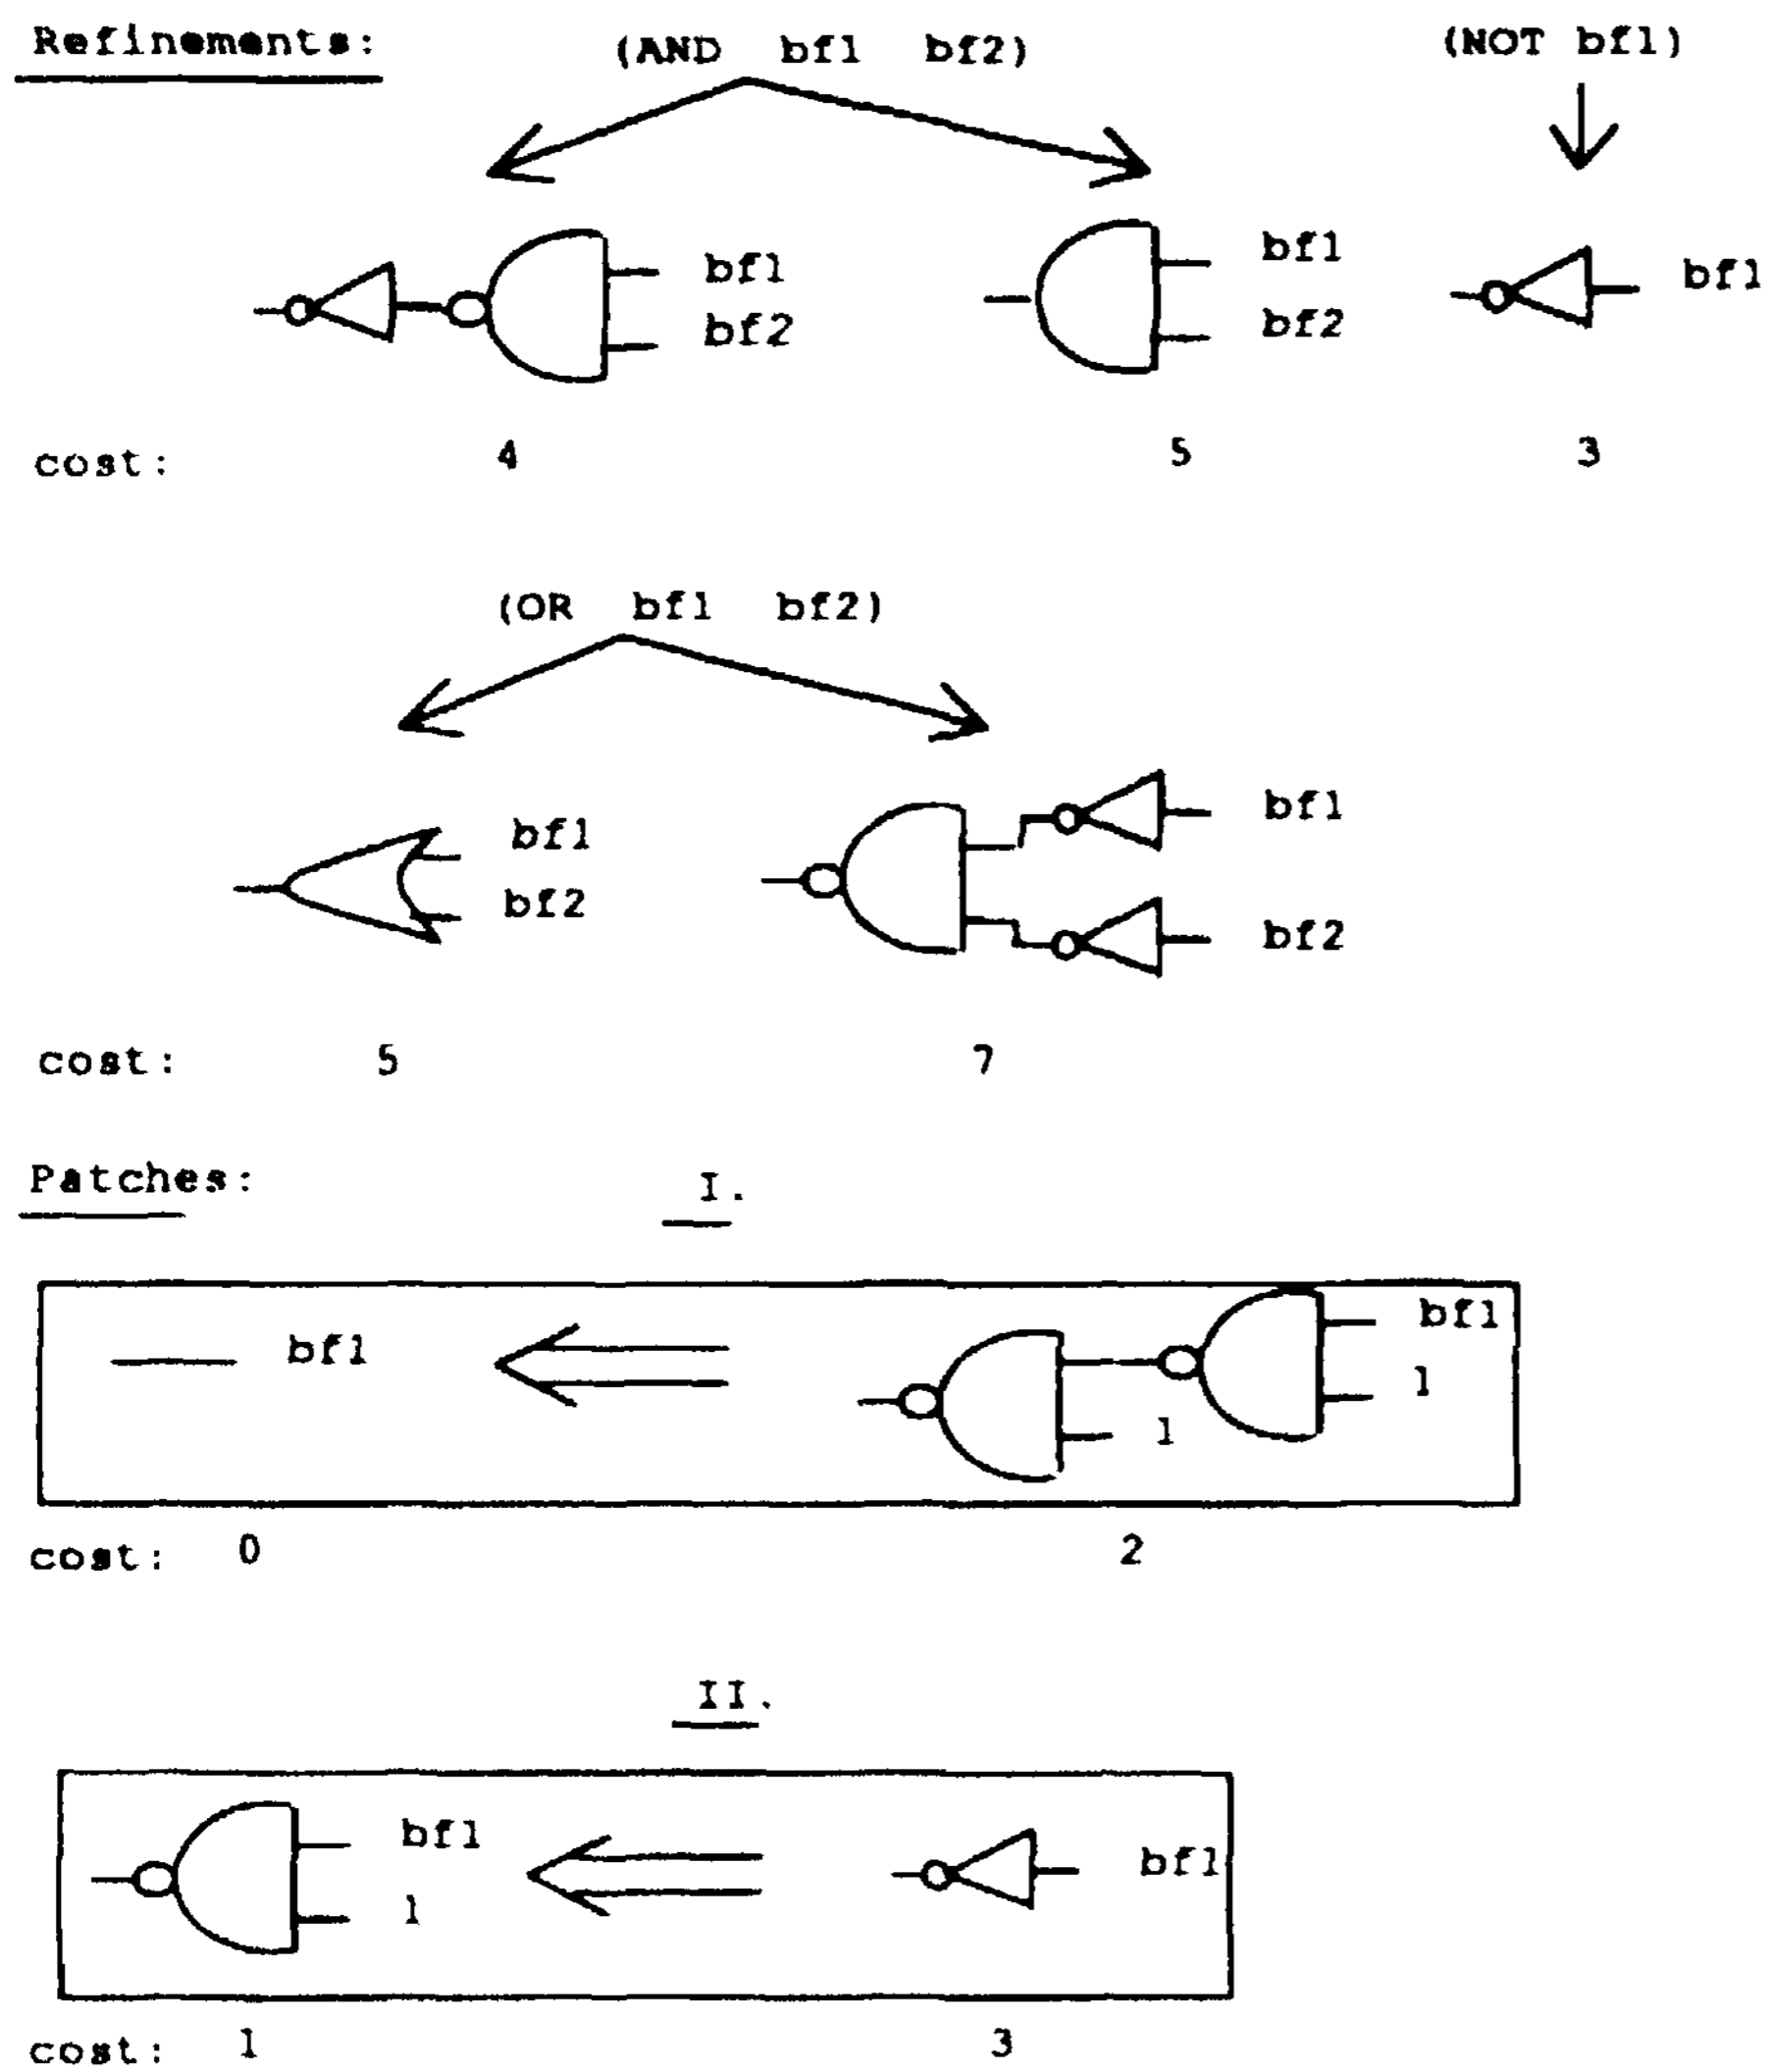 Refinements:
(AND bf1 bf2)
(NOT bf1)
bf1
bf2
bf1
bf2
bf1
cost: 4 5 3
(OR bf1 bf2)
bf1
bf2
bf1
bf2
cost: 5 7
Patches:
I.
bf1
bf1
1
1
cost: 0 2
II.
bf1
1
bf1
cost: 1 3